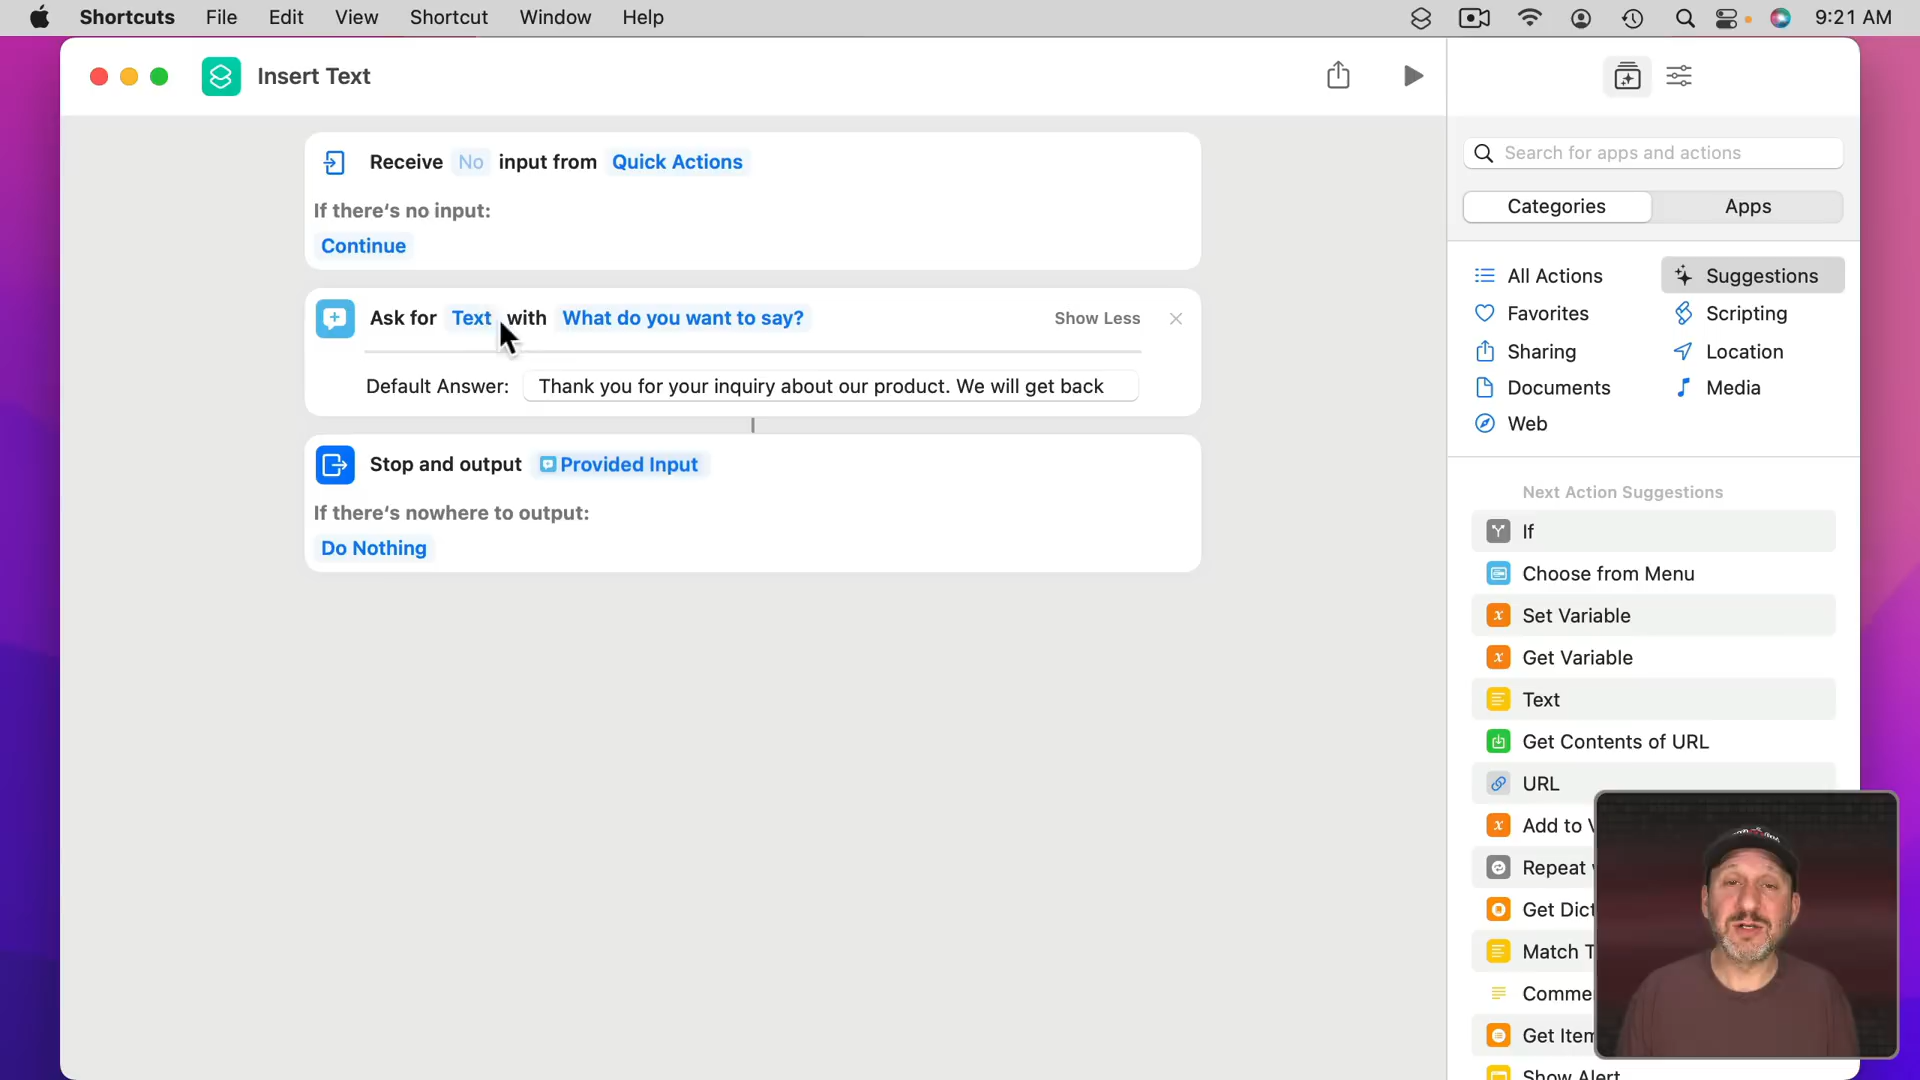 Shortcuts File Edit View Shortcut Window Help 9:21 AM
Insert Text
Receive No input from Quick Actions
If there's no input:
Continue
Ask for Text with What do you want to say? Show Less
Default Answer: Thank you for your inquiry about our product. We will get back
Stop and output Provided Input
If there's nowhere to output:
Do Nothing
Search for apps and actions
Categories Apps
All Actions Suggestions
Favorites Scripting
Sharing Location
Documents Media
Web
Next Action Suggestions
If
Choose from Menu
Set Variable
Get Variable
Text
Get Contents of URL
URL
Add to
Repeat
Get
Match
Get
Show Alert